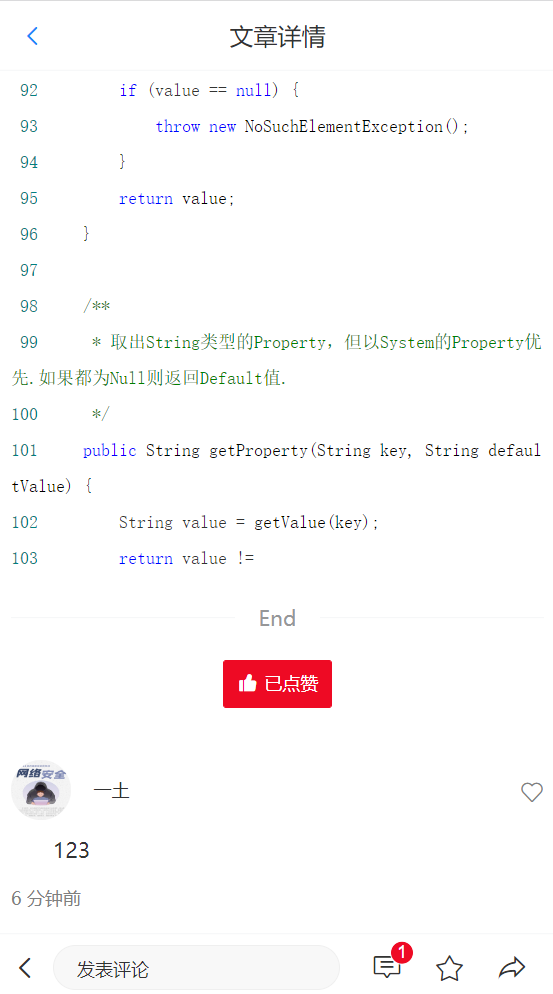 文章详情
92         if (value == null) {
93             throw new NoSuchElementException();
94         }
95         return value;
96     }
97
98     /**
99      * 取出String类型的Property，但以System的Property优
先.如果都为Null则返回Default值.
100      */
101     public String getProperty(String key, String defaul
tValue) {
102         String value = getValue(key);
103         return value !=
End
已点赞
网络安全
一土
123
6 分钟前
发表评论
1